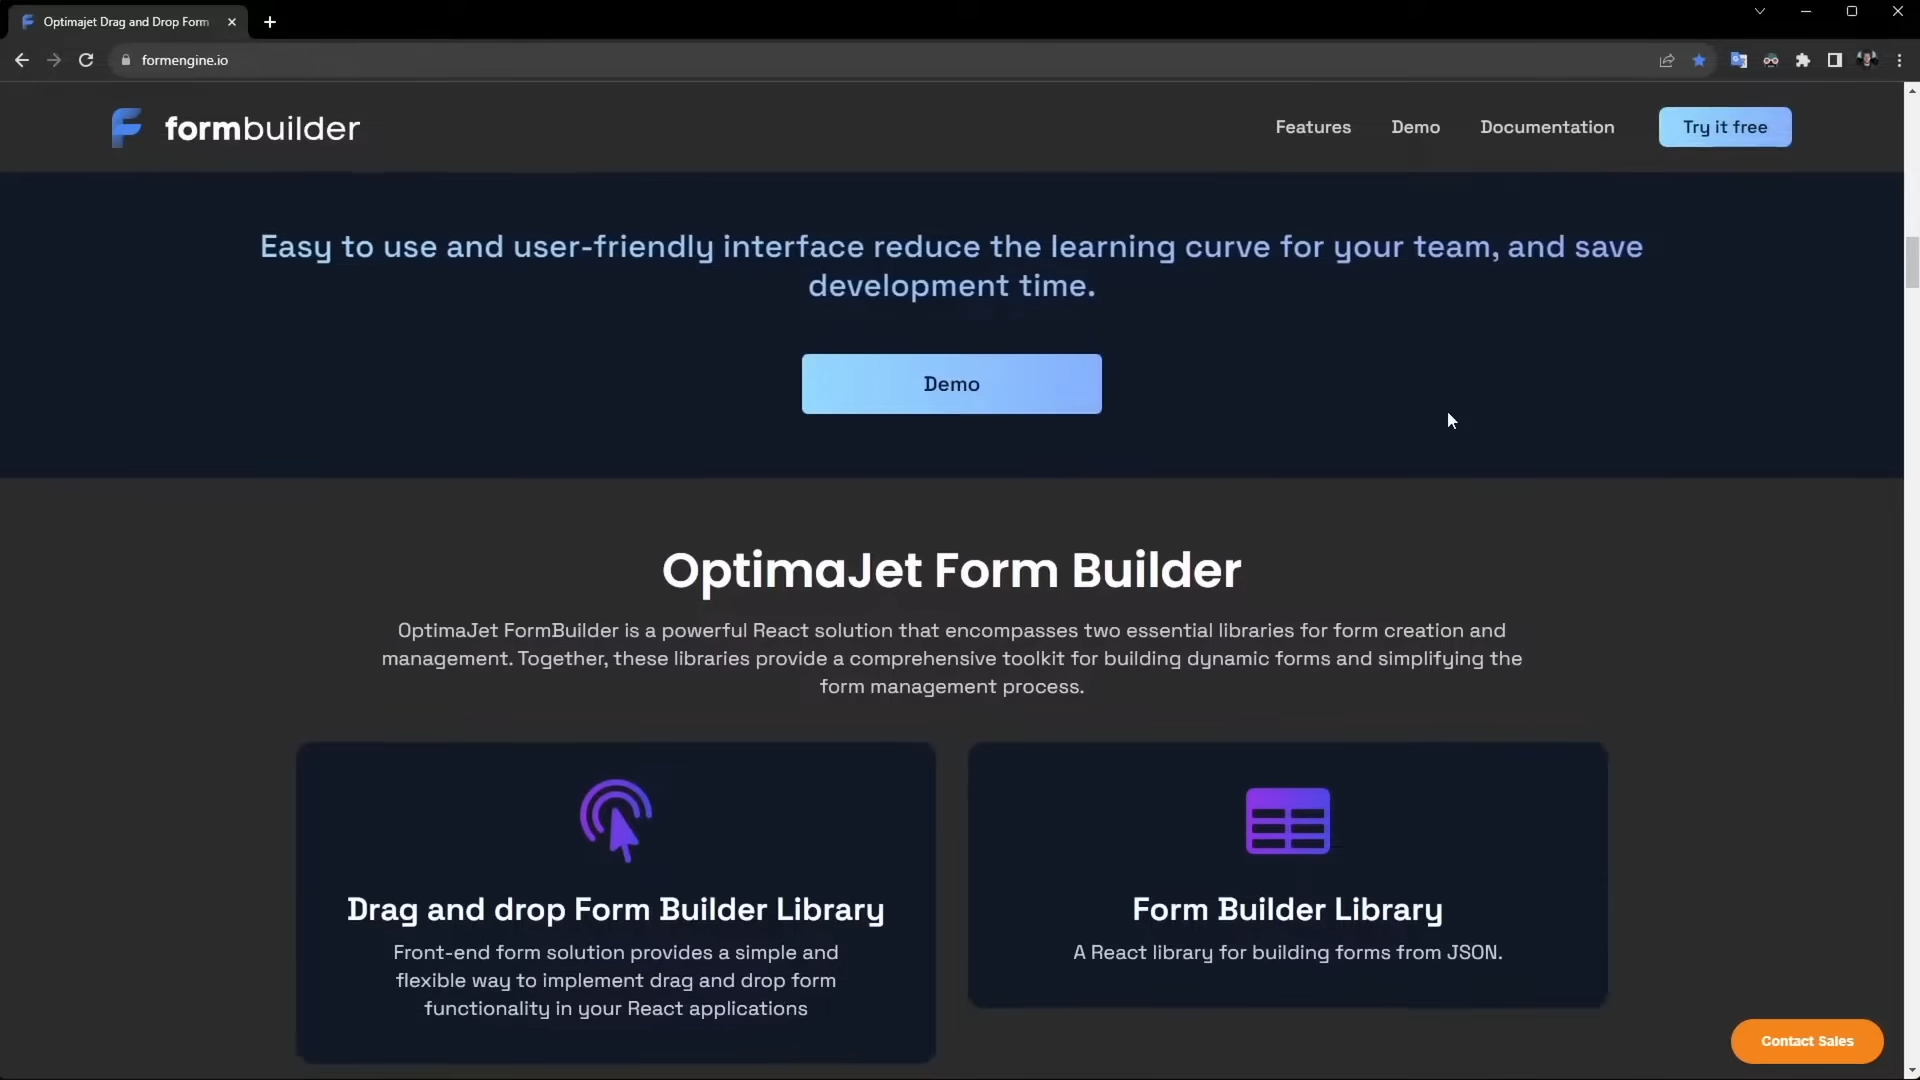 Optimajet Drag and Drop Form
formengine.io
formbuilder
Features
Demo
Documentation
Try it free
Easy to use and user-friendly interface reduce the learning curve for your team, and save
development time.
Demo
OptimaJet Form Builder
OptimaJet FormBuilder is a powerful React solution that encompasses two essential libraries for form creation and
management. Together, these libraries provide a comprehensive toolkit for building dynamic forms and simplifying the
form management process.
Drag and drop Form Builder Library
Front-end form solution provides a simple and
flexible way to implement drag and drop form
functionality in your React applications
Form Builder Library
A React library for building forms from JSON.
Contact Sales